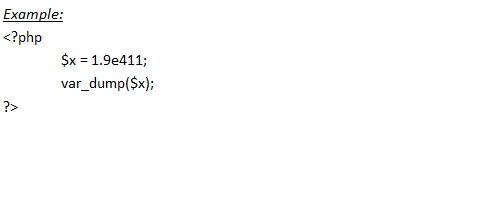 Example:
<?php
$x = 1.9e411;
var_dump($x);
?>